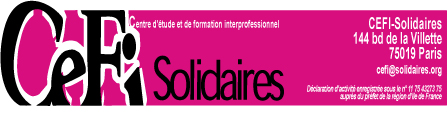 CeFi Solidaires
Centre d'étude et de formation interprofessionnel
CEFI-Solidaires
144 bd de la Villette
75019 Paris
cefi@solidaires.org
Déclaration d'activité enregistrée sous le n° 11 75 43273 75
auprès du préfet de la région d'Ile de France